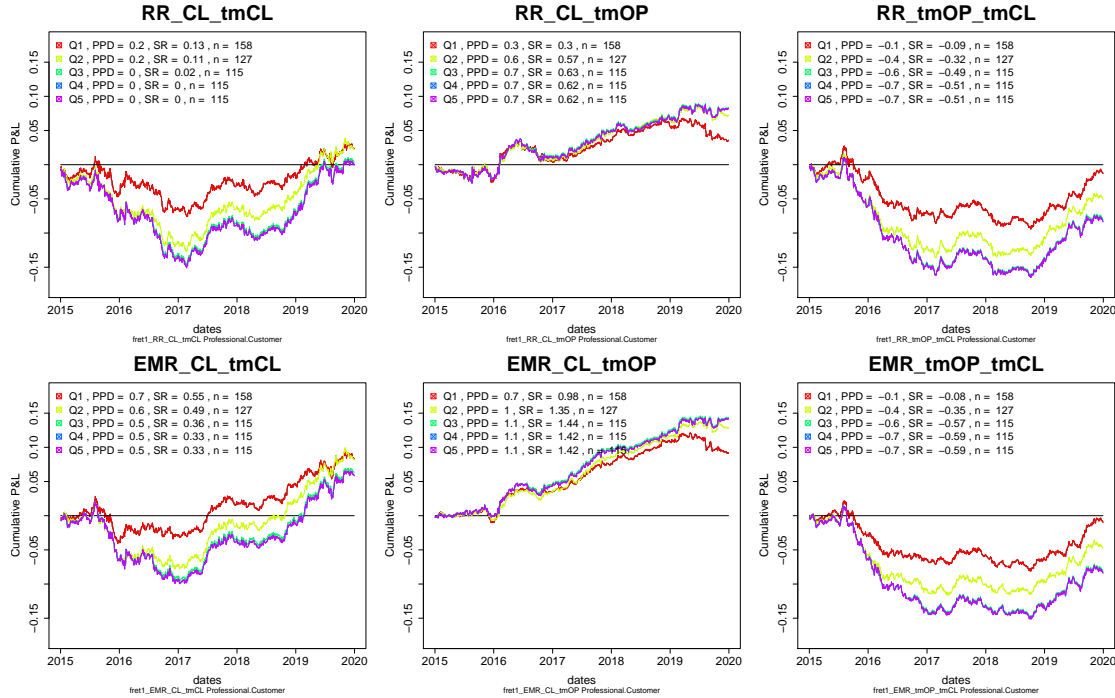 RR_CL_tmCL
Q1 , PPD = 0.2 , SR = 0.13 , n = 158
Q2 , PPD = 0.2 , SR = 0.11 , n = 127
Q3 , PPD = 0 , SR = 0.02 , n = 115
Q4 , PPD = 0 , SR = 0 , n = 115
Q5 , PPD = 0 , SR = 0 , n = 115
Cumulative P&L
0.15
0.10
0.05
−0.05
−0.15
2015 2016 2017 2018 2019 2020
dates
fret1_RR_CL_tmCL Professional.Customer
RR_CL_tmOP
Q1 , PPD = 0.3 , SR = 0.3 , n = 158
Q2 , PPD = 0.6 , SR = 0.57 , n = 127
Q3 , PPD = 0.7 , SR = 0.63 , n = 115
Q4 , PPD = 0.7 , SR = 0.62 , n = 115
Q5 , PPD = 0.7 , SR = 0.62 , n = 115
Cumulative P&L
0.15
0.10
0.05
−0.05
−0.15
2015 2016 2017 2018 2019 2020
dates
fret1_RR_CL_tmOP Professional.Customer
RR_tmOP_tmCL
Q1 , PPD = −0.1 , SR = −0.09 , n = 158
Q2 , PPD = −0.4 , SR = −0.32 , n = 127
Q3 , PPD = −0.6 , SR = −0.49 , n = 115
Q4 , PPD = −0.7 , SR = −0.51 , n = 115
Q5 , PPD = −0.7 , SR = −0.51 , n = 115
Cumulative P&L
0.15
0.10
0.05
−0.05
−0.15
2015 2016 2017 2018 2019 2020
dates
fret1_RR_tmOP_tmCL Professional.Customer
EMR_CL_tmCL
Q1 , PPD = 0.7 , SR = 0.55 , n = 158
Q2 , PPD = 0.6 , SR = 0.49 , n = 127
Q3 , PPD = 0.5 , SR = 0.36 , n = 115
Q4 , PPD = 0.5 , SR = 0.33 , n = 115
Q5 , PPD = 0.5 , SR = 0.33 , n = 115
Cumulative P&L
0.15
0.10
0.05
−0.05
−0.15
2015 2016 2017 2018 2019 2020
dates
fret1_EMR_CL_tmCL Professional.Customer
EMR_CL_tmOP
Q1 , PPD = 0.7 , SR = 0.98 , n = 158
Q2 , PPD = 1 , SR = 1.35 , n = 127
Q3 , PPD = 1.1 , SR = 1.44 , n = 115
Q4 , PPD = 1.1 , SR = 1.42 , n = 115
Q5 , PPD = 1.1 , SR = 1.42 , n = 115
Cumulative P&L
0.15
0.10
0.05
−0.05
−0.15
2015 2016 2017 2018 2019 2020
dates
fret1_EMR_CL_tmOP Professional.Customer
EMR_tmOP_tmCL
Q1 , PPD = −0.1 , SR = −0.08 , n = 158
Q2 , PPD = −0.4 , SR = −0.35 , n = 127
Q3 , PPD = −0.6 , SR = −0.57 , n = 115
Q4 , PPD = −0.7 , SR = −0.59 , n = 115
Q5 , PPD = −0.7 , SR = −0.59 , n = 115
Cumulative P&L
0.15
0.10
0.05
−0.05
−0.15
2015 2016 2017 2018 2019 2020
dates
fret1_EMR_tmOP_tmCL Professional.Customer